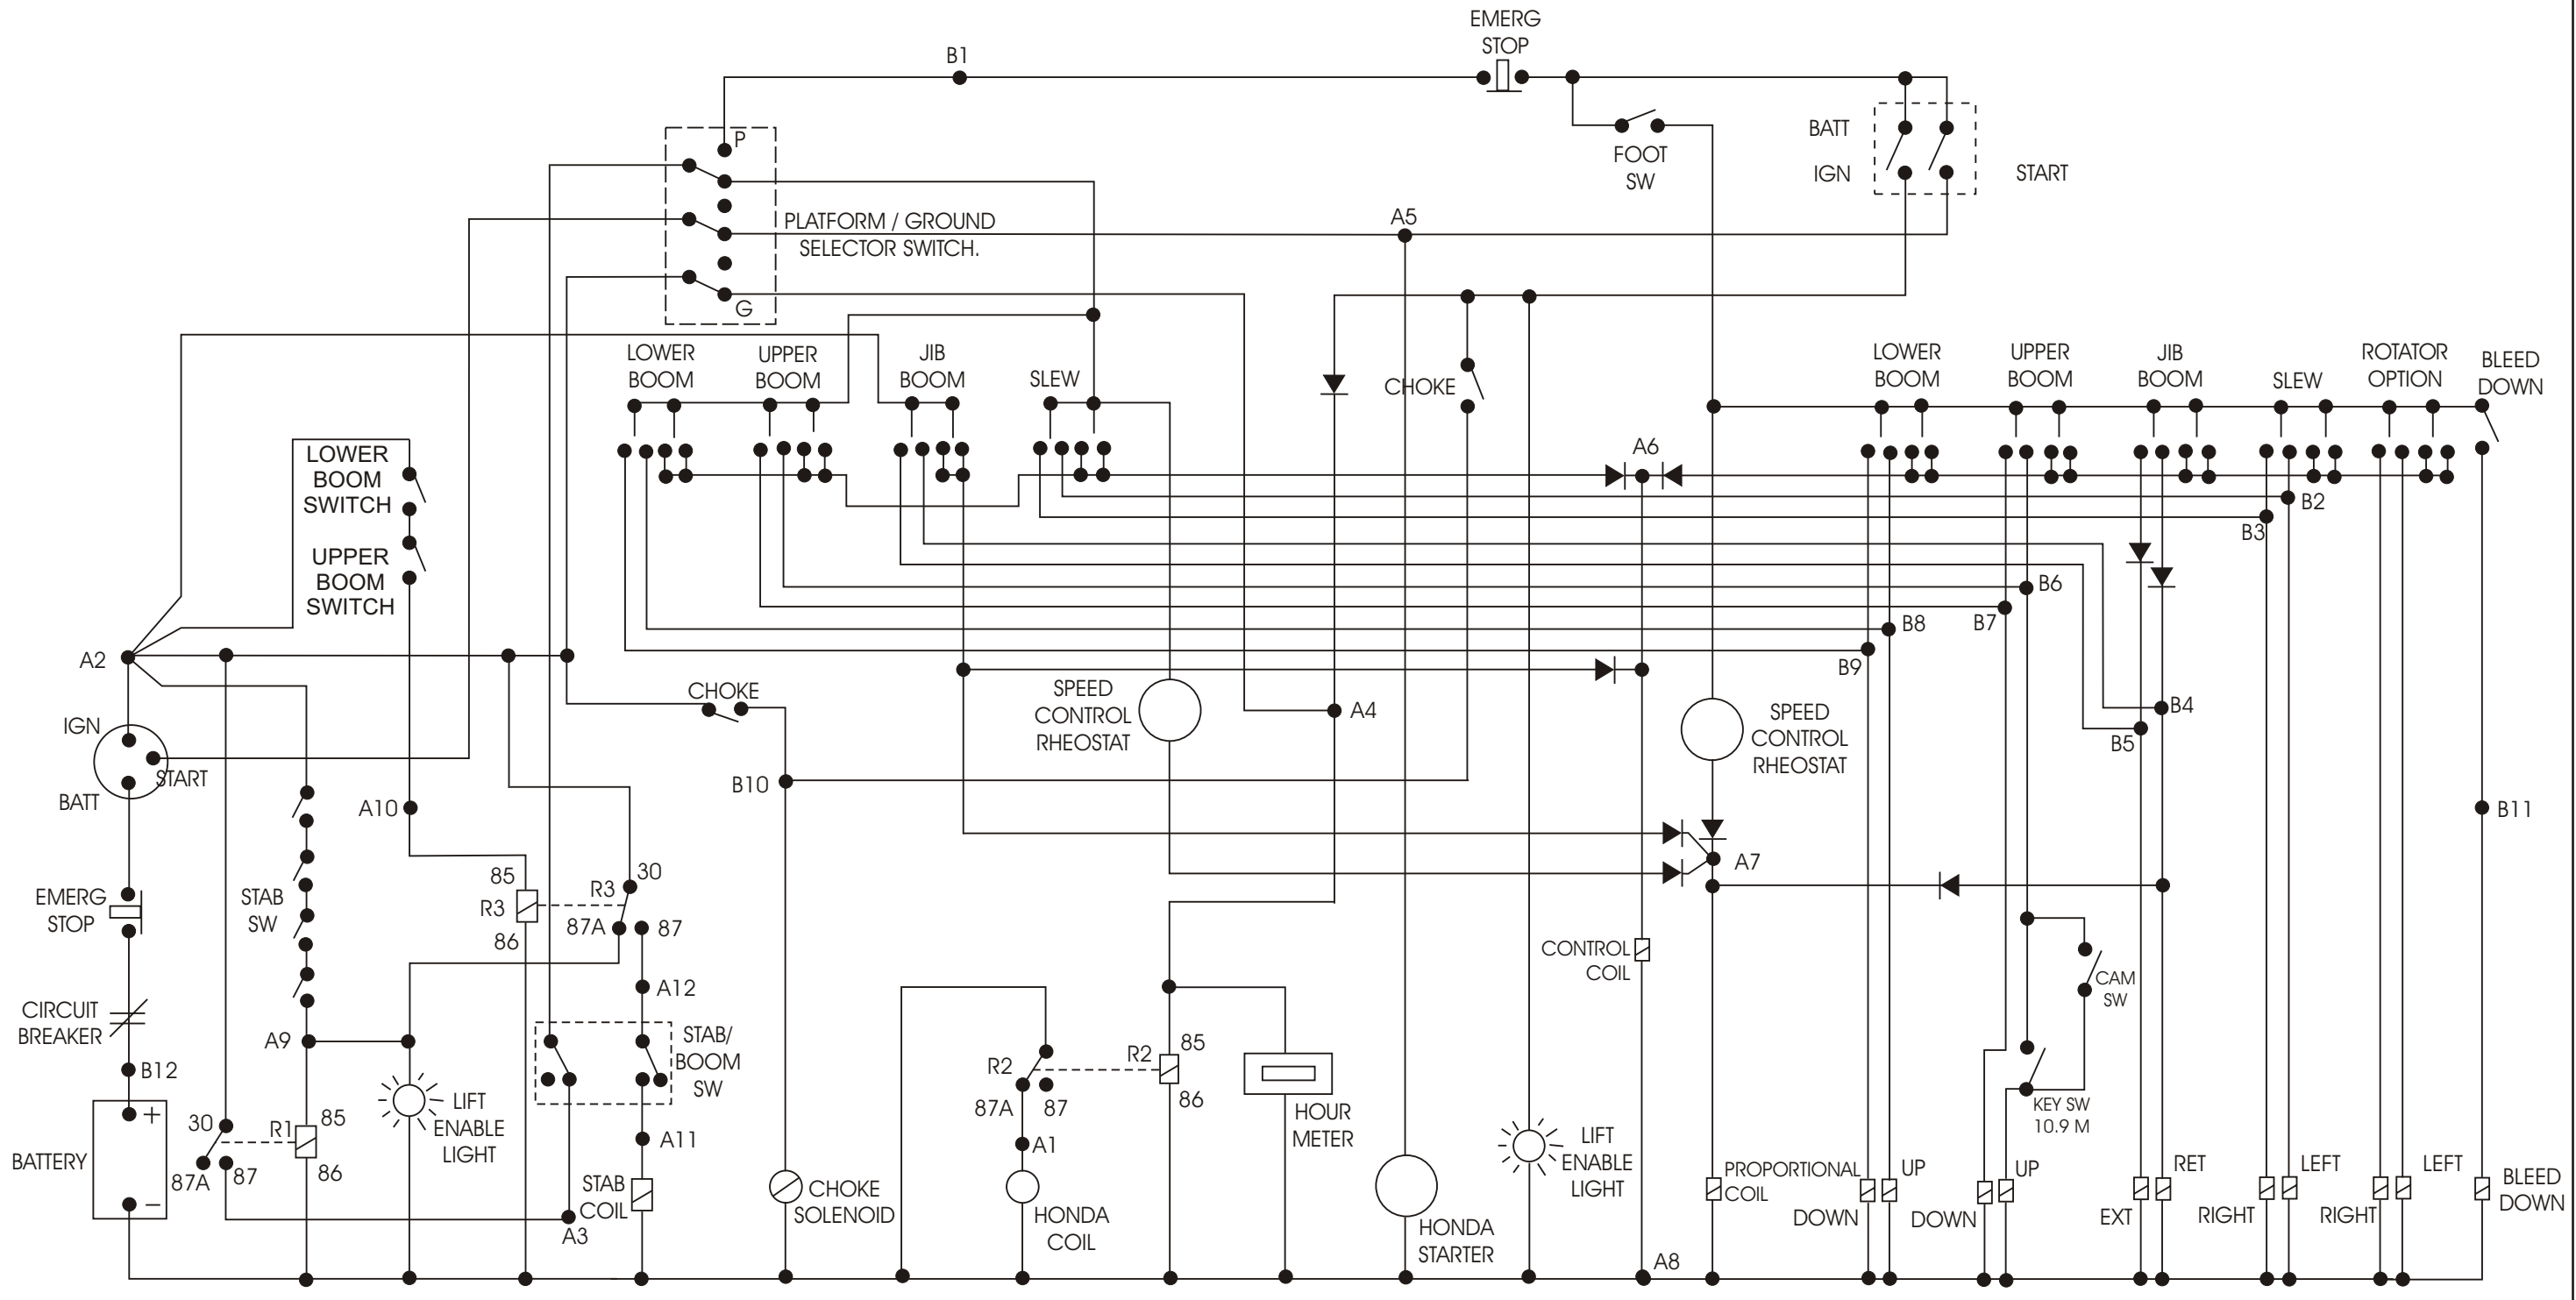 EMERG
STOP
B1
P
FOOT
SW
BATT
IGN
START
PLATFORM / GROUND
SELECTOR SWITCH.
A5
G
LOWER
BOOM
UPPER
BOOM
JIB
BOOM
SLEW
CHOKE
LOWER
BOOM
UPPER
BOOM
JIB
BOOM
SLEW
ROTATOR
OPTION
BLEED
DOWN
LOWER
BOOM
SWITCH
A6
B2
B3
UPPER
BOOM
SWITCH
B6
B7
B8
B9
A2
CHOKE
SPEED
CONTROL
RHEOSTAT
A4
B4
B5
SPEED
CONTROL
RHEOSTAT
IGN
START
BATT
B10
A10
B11
EMERG
STOP
STAB
SW
85
R3
86
R3
30
87A
87
A7
CONTROL
COIL
CAM
SW
A12
CIRCUIT
BREAKER
A9
B12
STAB/
BOOM
SW
R2
87A
87
R2
85
86
HOUR
METER
KEY SW
10.9 M
LIFT
ENABLE
LIGHT
A1
A11
BATTERY
+
−
30
R1
85
86
87A
87
STAB
COIL
A3
CHOKE
SOLENOID
HONDA
COIL
HONDA
STARTER
LIFT
ENABLE
LIGHT
PROPORTIONAL
COIL
UP
DOWN
UP
DOWN
RET
EXT
LEFT
RIGHT
LEFT
RIGHT
BLEED
DOWN
A8